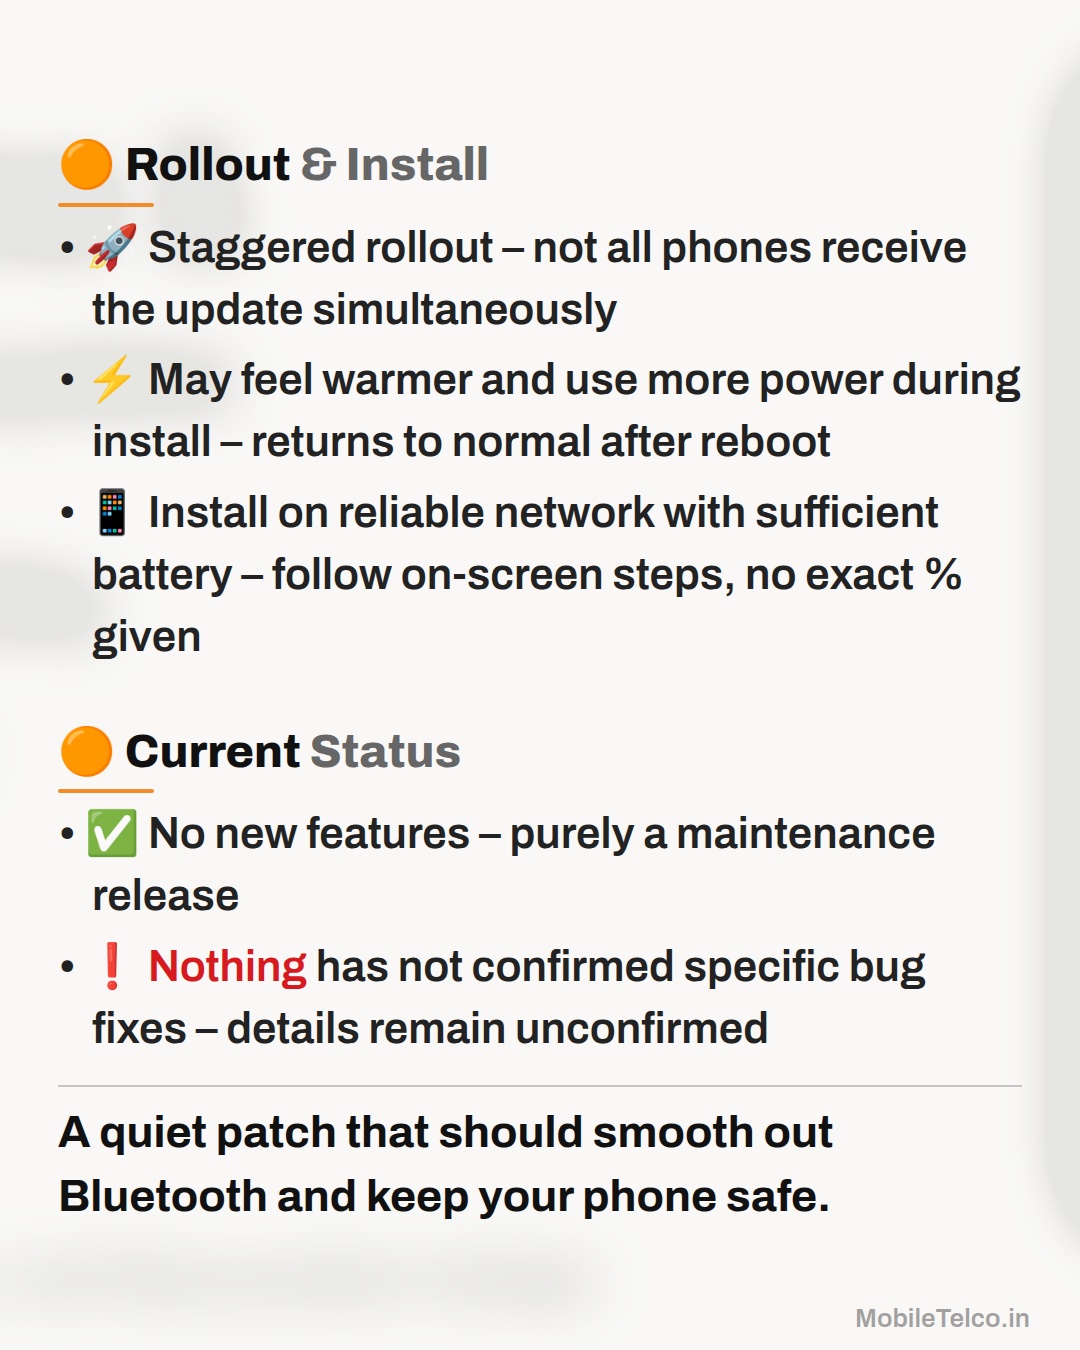 🟠 Rollout & Install
• 🚀 Staggered rollout – not all phones receive
the update simultaneously
• ⚡ May feel warmer and use more power during
install – returns to normal after reboot
• 📱 Install on reliable network with sufficient
battery – follow on-screen steps, no exact %
given
🟠 Current Status
• ✅ No new features – purely a maintenance
release
• ❗ Nothing has not confirmed specific bug
fixes – details remain unconfirmed
A quiet patch that should smooth out
Bluetooth and keep your phone safe.
MobileTelco.in